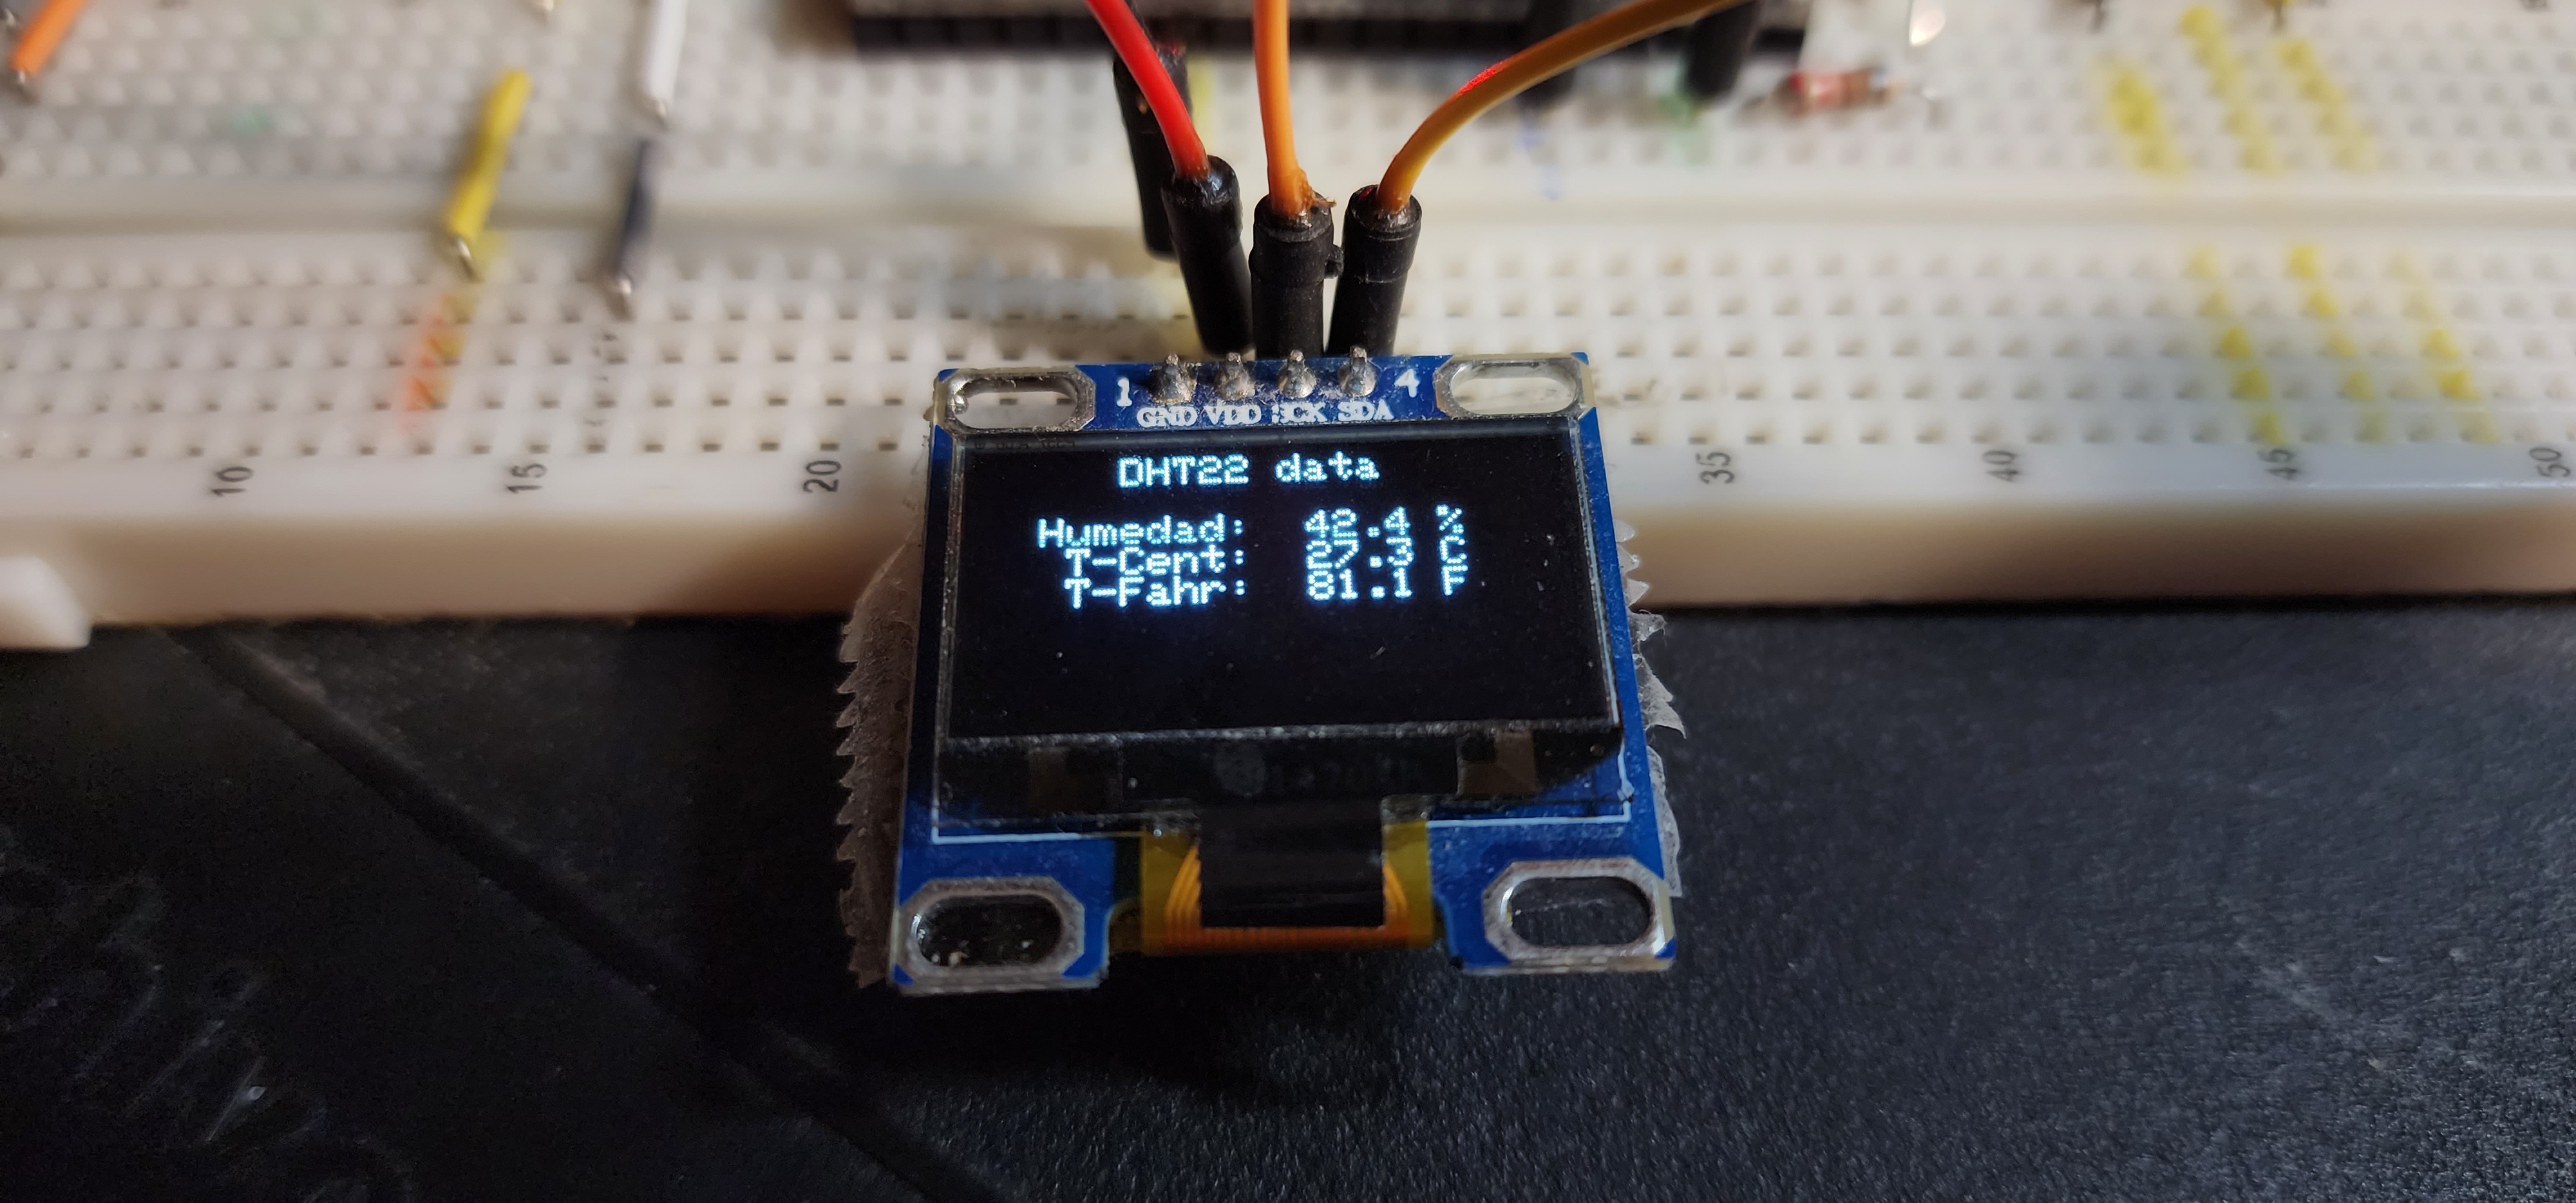 1 4
GND VDD SCK SDA
10 15 20 35 40 45 50
DHT22 data
Humedad: 42.4 %
T-Cent: 27.3 C
T-Fahr: 81.1 F